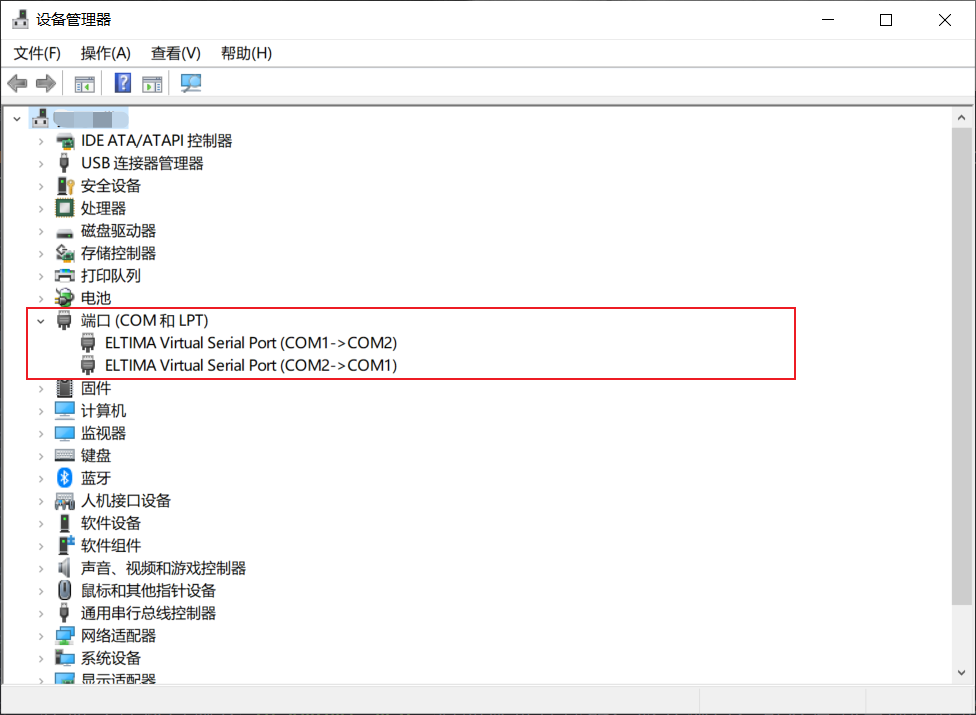 设备管理器
文件(F) 操作(A) 查看(V) 帮助(H)
IDE ATA/ATAPI 控制器
USB 连接器管理器
安全设备
处理器
磁盘驱动器
存储控制器
打印队列
电池
端口 (COM 和 LPT)
ELTIMA Virtual Serial Port (COM1->COM2)
ELTIMA Virtual Serial Port (COM2->COM1)
固件
计算机
监视器
键盘
蓝牙
人机接口设备
软件设备
软件组件
声音、视频和游戏控制器
鼠标和其他指针设备
通用串行总线控制器
网络适配器
系统设备
显示适配器